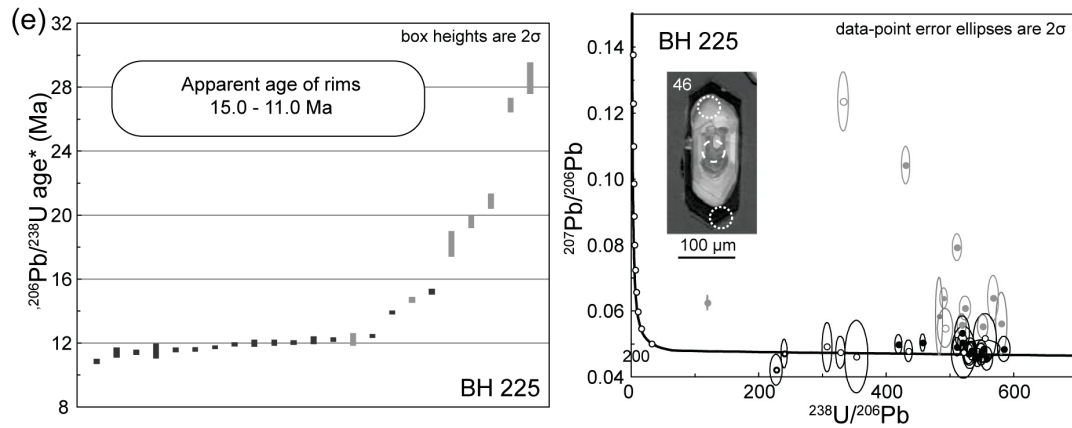 (e)
32
28
24
20
16
12
8
,206Pb/238U age* (Ma)
box heights are 2σ
Apparent age of rims
15.0 - 11.0 Ma
BH 225
0.14
0.12
0.10
0.08
0.06
0.04
207Pb/206Pb
BH 225
data-point error ellipses are 2σ
46
100 µm
200
0
200
400
600
238U/206Pb